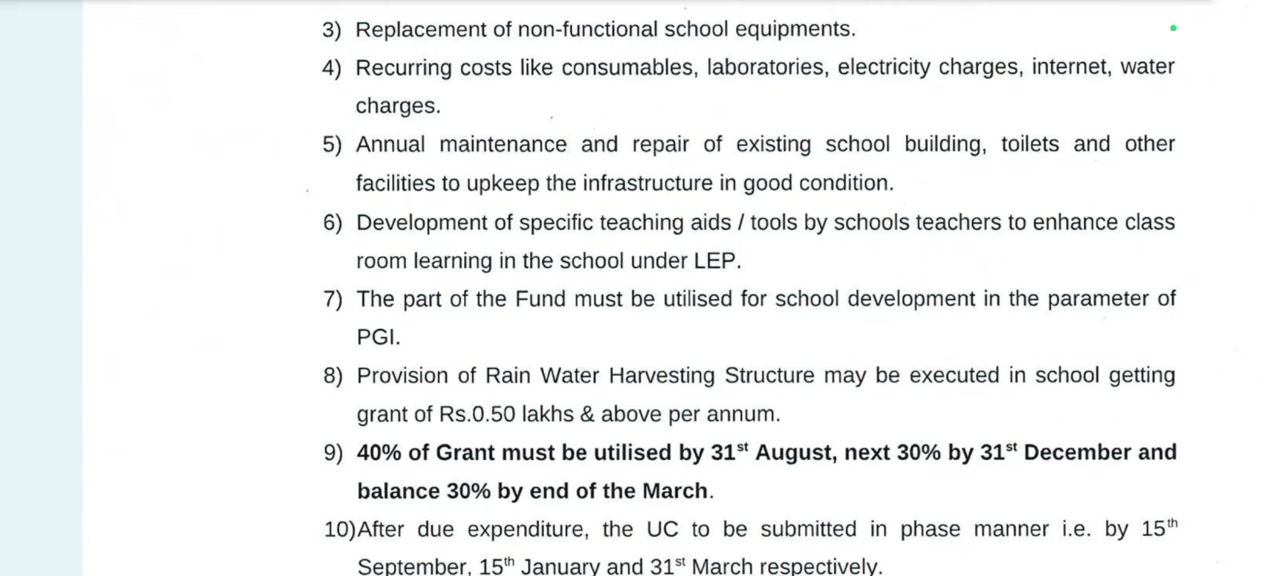 3) Replacement of non-functional school equipments.
4) Recurring costs like consumables, laboratories, electricity charges, internet, water
charges.
5) Annual maintenance and repair of existing school building, toilets and other
facilities to upkeep the infrastructure in good condition.
6) Development of specific teaching aids / tools by schools teachers to enhance class
room learning in the school under LEP.
7) The part of the Fund must be utilised for school development in the parameter of
PGI.
8) Provision of Rain Water Harvesting Structure may be executed in school getting
grant of Rs.0.50 lakhs & above per annum.
9) 40% of Grant must be utilised by 31st August, next 30% by 31st December and
balance 30% by end of the March.
10)After due expenditure, the UC to be submitted in phase manner i.e. by 15th
September, 15th January and 31st March respectively.